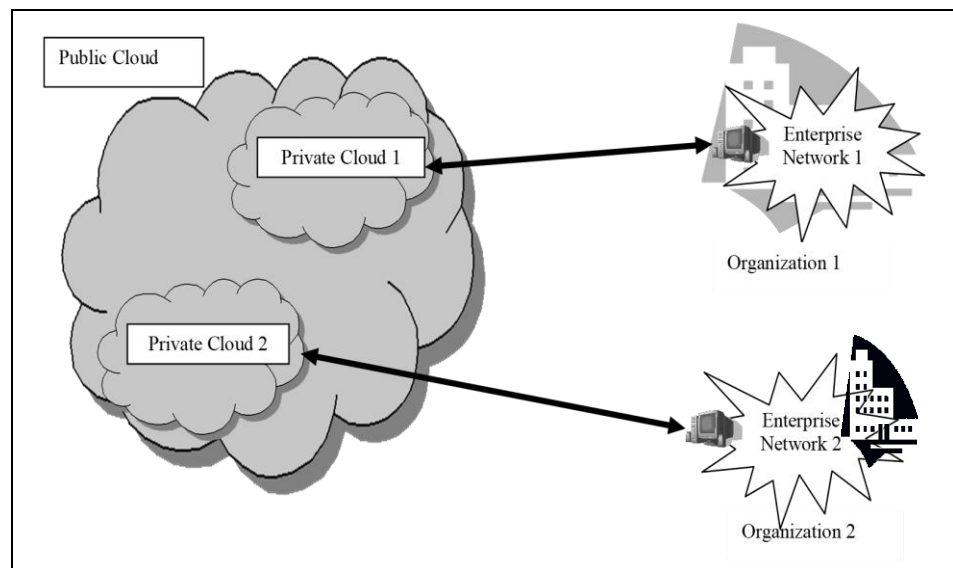 Public Cloud
Private Cloud 1
Enterprise
Network 1
Organization 1
Private Cloud 2
Enterprise
Network 2
Organization 2